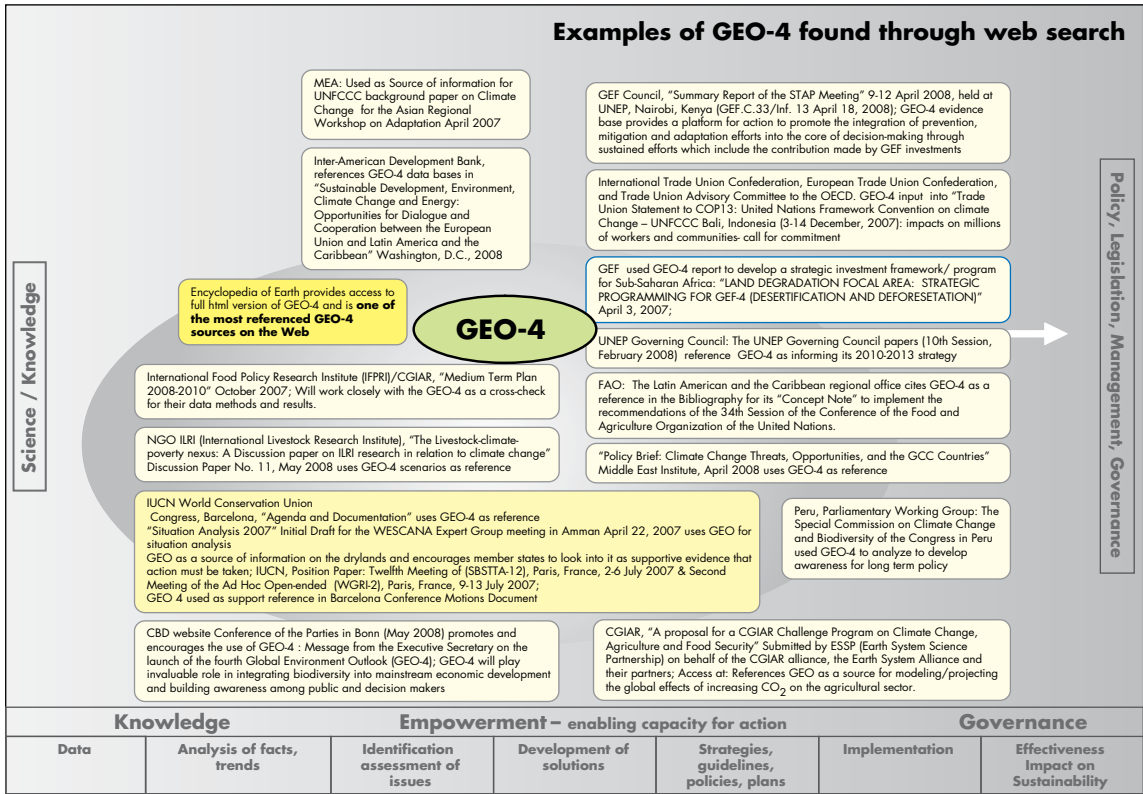 Examples of GEO-4 found through web search
MEA: Used as Source of information for
UNFCCC background paper on Climate
Change for the Asian Regional
Workshop on Adaptation April 2007
Inter-American Development Bank,
references GEO-4 data bases in
“Sustainable Development, Environment,
Climate Change and Energy:
Opportunities for Dialogue and
Cooperation between the European
Union and Latin America and the
Caribbean” Washington, D.C., 2008
Encyclopedia of Earth provides access to
full html version of GEO-4 and is one of
the most referenced GEO-4
sources on the Web
GEO-4
GEF Council, “Summary Report of the STAP Meeting” 9-12 April 2008, held at
UNEP, Nairobi, Kenya (GEF.C.33/Inf. 13 April 18, 2008); GEO-4 evidence
base provides a platform for action to promote the integration of prevention,
mitigation and adaptation efforts into the core of decision-making through
sustained efforts which include the contribution made by GEF investments
International Trade Union Confederation, European Trade Union Confederation,
and Trade Union Advisory Committee to the OECD. GEO-4 input into “Trade
Union Statement to COP13: United Nations Framework Convention on climate
Change – UNFCCC Bali, Indonesia (3-14 December, 2007): impacts on millions
of workers and communities- call for commitment
GEF used GEO-4 report to develop a strategic investment framework/ program
for Sub-Saharan Africa: “LAND DEGRADATION FOCAL AREA: STRATEGIC
PROGRAMMING FOR GEF-4 (DESERTIFICATION AND DEFORESETATION)”
April 3, 2007;
UNEP Governing Council: The UNEP Governing Council papers (10th Session,
February 2008) reference GEO-4 as informing its 2010-2013 strategy
FAO: The Latin American and the Caribbean regional office cites GEO-4 as a
reference in the Bibliography for its “Concept Note” to implement the
recommendations of the 34th Session of the Conference of the Food and
Agriculture Organization of the United Nations.
“Policy Brief: Climate Change Threats, Opportunities, and the GCC Countries”
Middle East Institute, April 2008 uses GEO-4 as reference
International Food Policy Research Institute (IFPRI)/CGIAR, “Medium Term Plan
2008-2010” October 2007; Will work closely with the GEO-4 as a cross-check
for their data methods and results.
NGO ILRI (International Livestock Research Institute), “The Livestock-climate-
poverty nexus: A Discussion paper on ILRI research in relation to climate change”
Discussion Paper No. 11, May 2008 uses GEO-4 scenarios as reference
IUCN World Conservation Union
Congress, Barcelona, “Agenda and Documentation” uses GEO-4 as reference
“Situation Analysis 2007” Initial Draft for the WESCANA Expert Group meeting in Amman April 22, 2007 uses GEO for
situation analysis
GEO as a source of information on the drylands and encourages member states to look into it as supportive evidence that
action must be taken; IUCN, Position Paper: Twelfth Meeting of (SBSTTA-12), Paris, France, 2-6 July 2007 & Second
Meeting of the Ad Hoc Open-ended (WGRI-2), Paris, France, 9-13 July 2007;
GEO 4 used as support reference in Barcelona Conference Motions Document
Peru, Parliamentary Working Group: The
Special Commission on Climate Change
and Biodiversity of the Congress in Peru
used GEO-4 to analyze to develop
awareness for long term policy
CBD website Conference of the Parties in Bonn (May 2008) promotes and
encourages the use of GEO-4 : Message from the Executive Secretary on the
launch of the fourth Global Environment Outlook (GEO-4); GEO-4 will play
invaluable role in integrating biodiversity into mainstream economic development
and building awareness among public and decision makers
CGIAR, “A proposal for a CGIAR Challenge Program on Climate Change,
Agriculture and Food Security” Submitted by ESSP (Earth System Science
Partnership) on behalf of the CGIAR alliance, the Earth System Alliance and
their partners; Access at: References GEO as a source for modeling/projecting
the global effects of increasing CO2 on the agricultural sector.
Science / Knowledge
Policy, Legislation, Management, Governance
Knowledge
Empowerment – enabling capacity for action
Governance
Data
Analysis of facts,
trends
Identification
assessment of
issues
Development of
solutions
Strategies,
guidelines,
policies, plans
Implementation
Effectiveness
Impact on
Sustainability